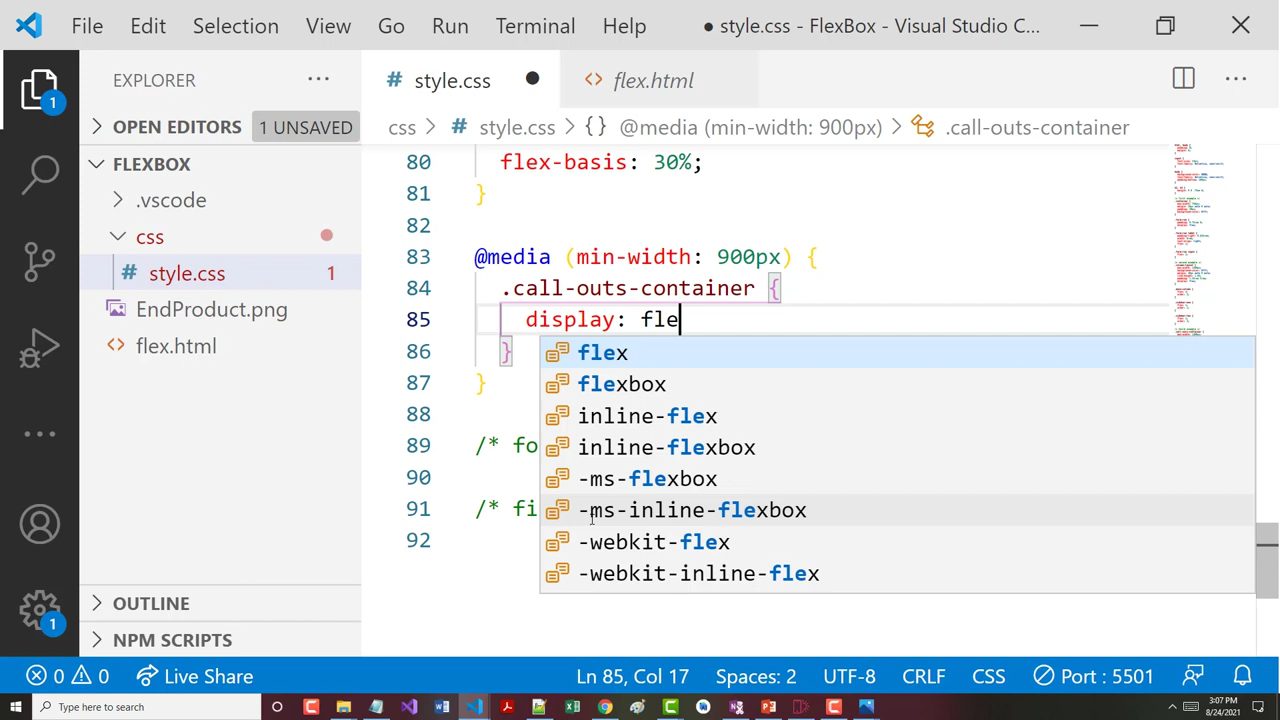 File Edit Selection View Run Terminal Help ● style.css - FlexBox - Visual Studio C...
EXPLORER ···
# style.css ●
<> flex.html
OPEN EDITORS 1 UNSAVED
css > # style.css > {} @media (min-width: 900px) > .call-outs-container
FLEXBOX
.vscode
css
# style.css 1
EndProduct.png
<> flex.html
80 flex-basis: 30%;
81 }
82
83 @media (min-width: 900px) {
84 .call-outs-container {
85 display: fle
86 }
87 }
88
89 /* fo
90
91 /* fi
92
flex
flexbox
inline-flex
inline-flexbox
-ms-flexbox
-ms-inline-flexbox
-webkit-flex
-webkit-inline-flex
1
1
OUTLINE
NPM SCRIPTS
0 0 Live Share Ln 85, Col 17 Spaces: 2 UTF-8 CRLF CSS Port : 5501
Type here to search
3:07 PM
8/24/2021